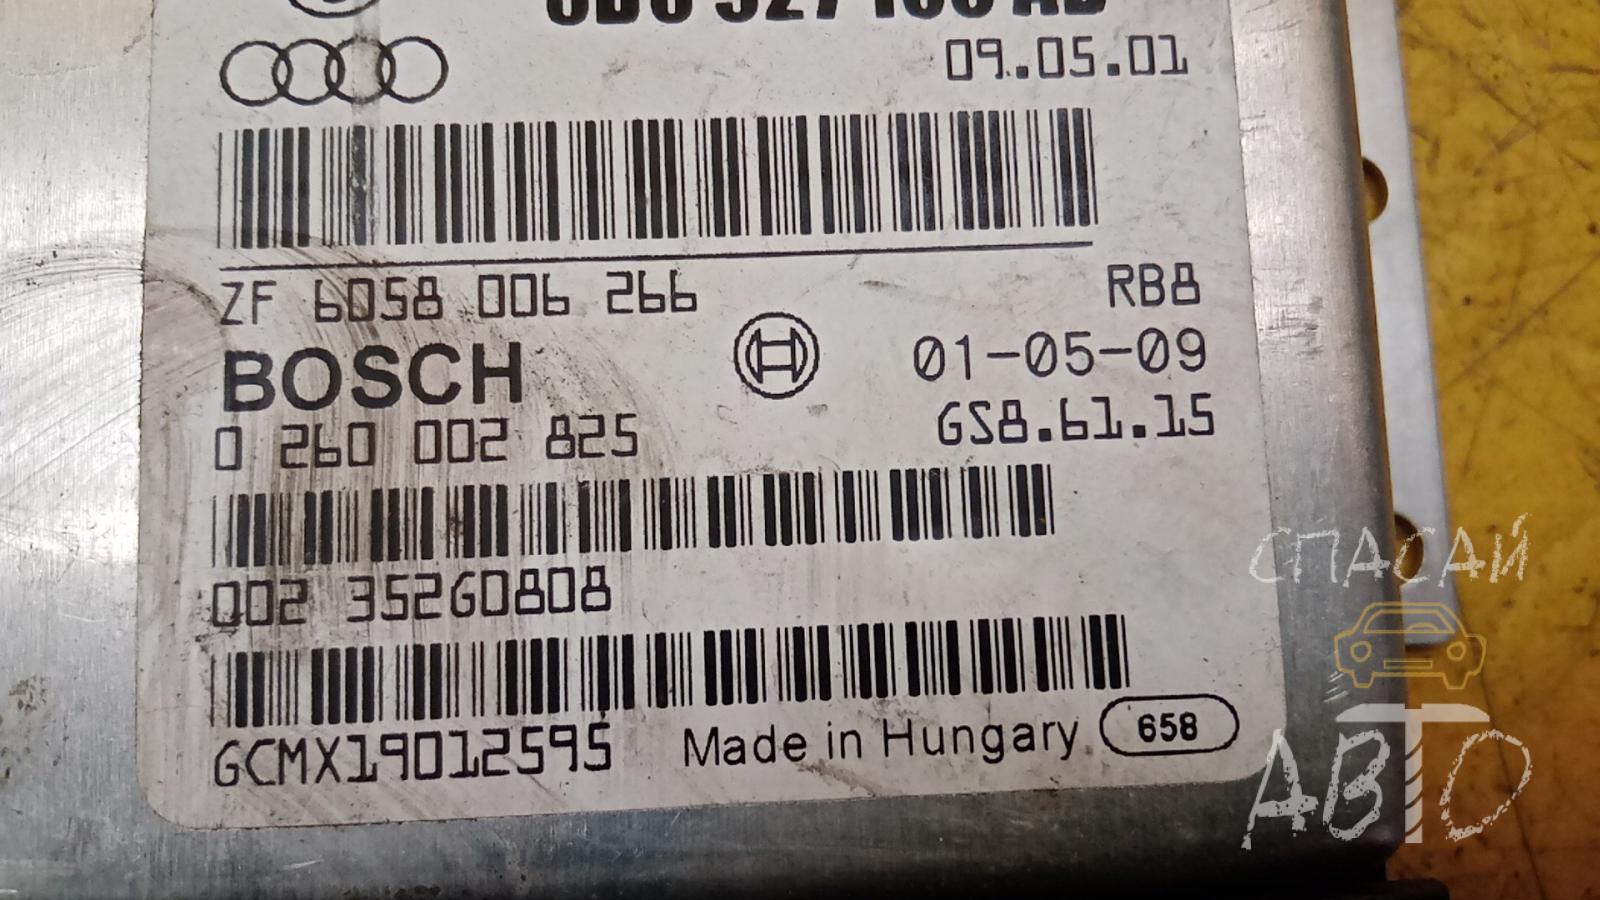 09.05.01
ZF 6058 006 266
RB8
BOSCH
01-05-09
0 260 002 825
GS8.61.15
002 35260808
GCMX19012595
Made in Hungary
658
СПАСАЙ
АВТО